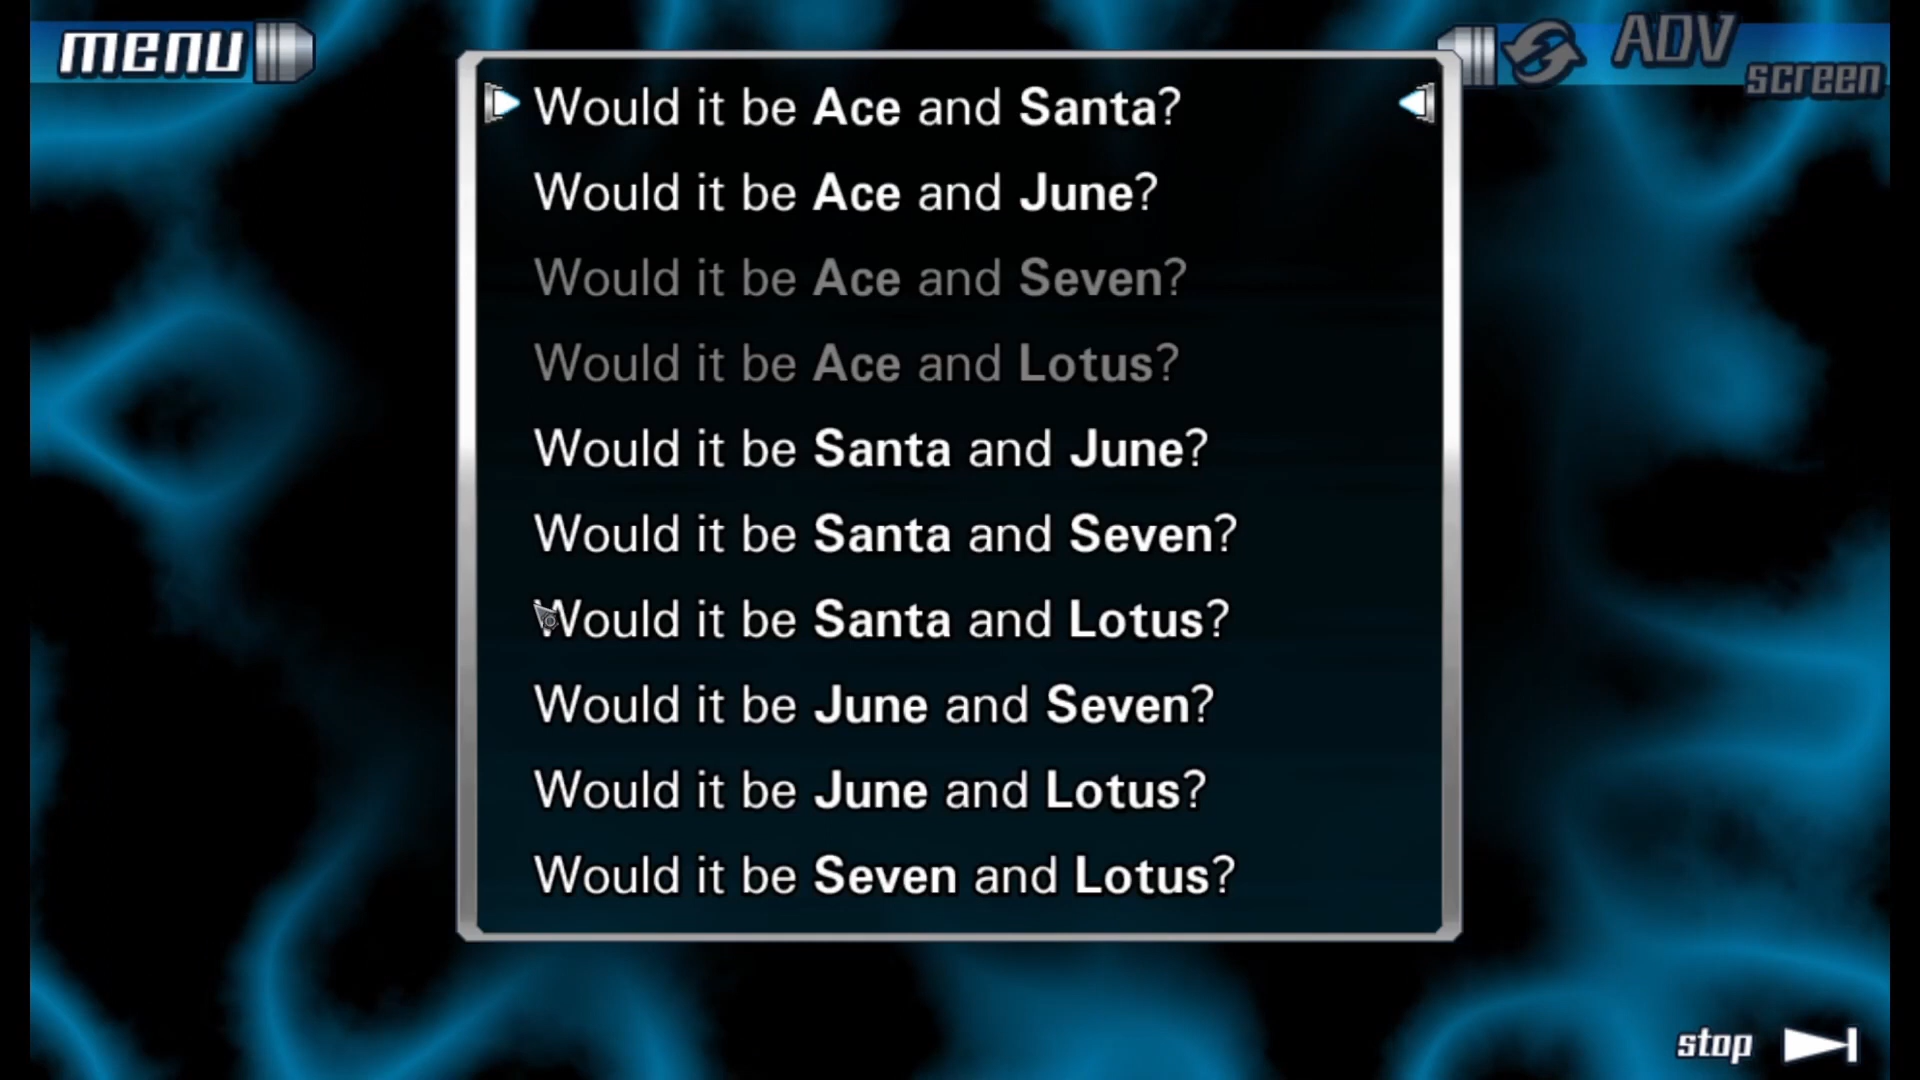 menu
ADV
screen
Would it be Ace and Santa?
Would it be Ace and June?
Would it be Ace and Seven?
Would it be Ace and Lotus?
Would it be Santa and June?
Would it be Santa and Seven?
Would it be Santa and Lotus?
Would it be June and Seven?
Would it be June and Lotus?
Would it be Seven and Lotus?
stop